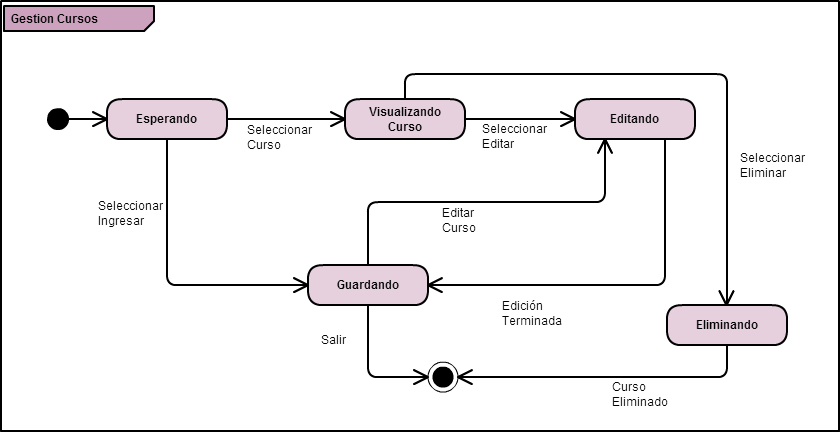 Gestion Cursos
Esperando
Seleccionar
Curso
Visualizando
Curso
Seleccionar
Editar
Editando
Seleccionar
Eliminar
Seleccionar
Ingresar
Editar
Curso
Guardando
Edición
Terminada
Eliminando
Salir
Curso
Eliminado